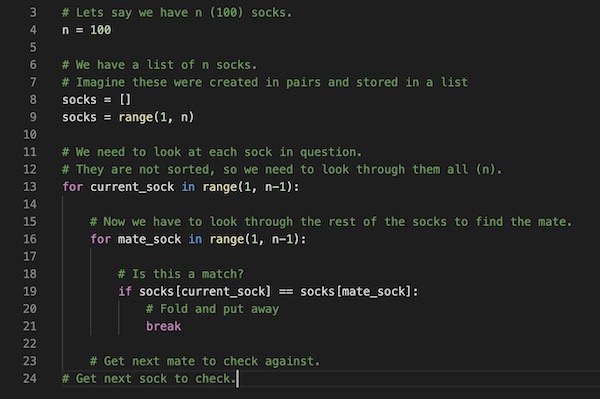 3 # Lets say we have n (100) socks.
4 n = 100
5
6 # We have a list of n socks.
7 # Imagine these were created in pairs and stored in a list
8 socks = []
9 socks = range(1, n)
10
11 # We need to look at each sock in question.
12 # They are not sorted, so we need to look through them all (n).
13 for current_sock in range(1, n-1):
14
15     # Now we have to look through the rest of the socks to find the mate.
16     for mate_sock in range(1, n-1):
17
18         # Is this a match?
19         if socks[current_sock] == socks[mate_sock]:
20             # Fold and put away
21             break
22
23     # Get next mate to check against.
24 # Get next sock to check.